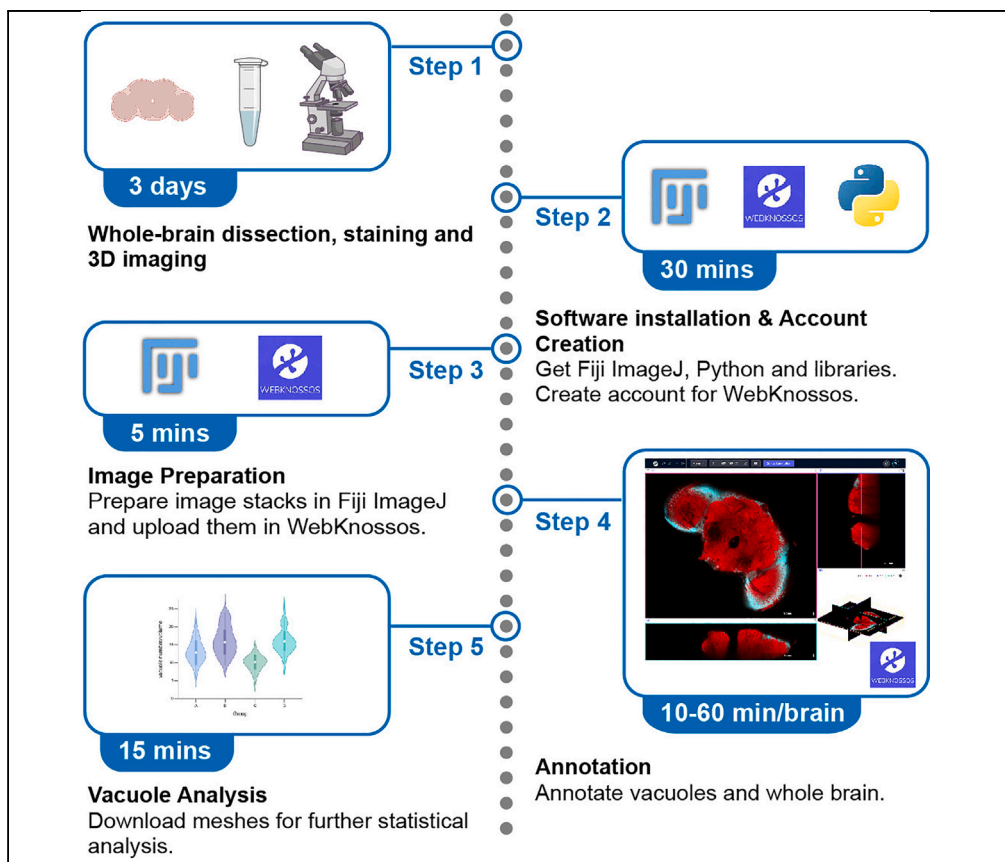 Step 1
3 days
Whole-brain dissection, staining and
3D imaging
Step 2
WEBKNOSSOS
30 mins
Software installation & Account
Creation
Get Fiji ImageJ, Python and libraries.
Create account for WebKnossos.
Step 3
WEBKNOSSOS
5 mins
Image Preparation
Prepare image stacks in Fiji ImageJ
and upload them in WebKnossos.
Step 4
WEBKNOSSOS
10-60 min/brain
Annotation
Annotate vacuoles and whole brain.
Step 5
15 mins
Vacuole Analysis
Download meshes for further statistical
analysis.